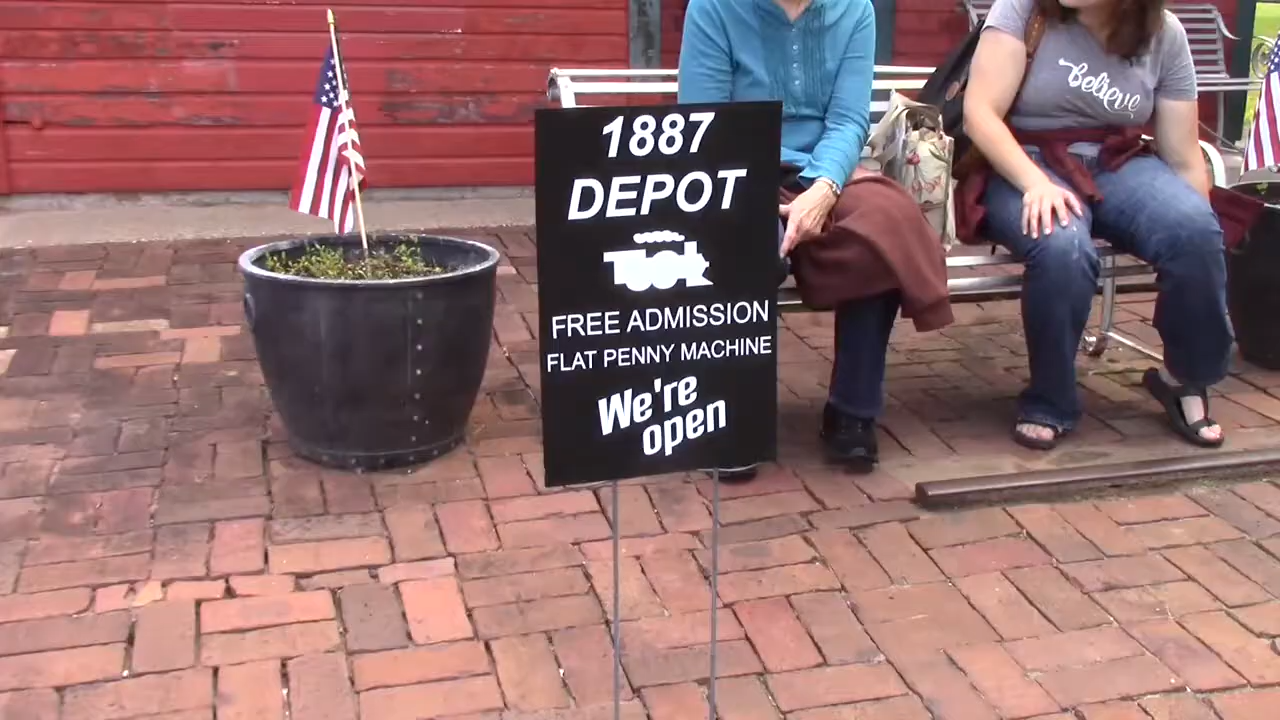 1887
DEPOT
FREE ADMISSION
FLAT PENNY MACHINE
We're
open
believe